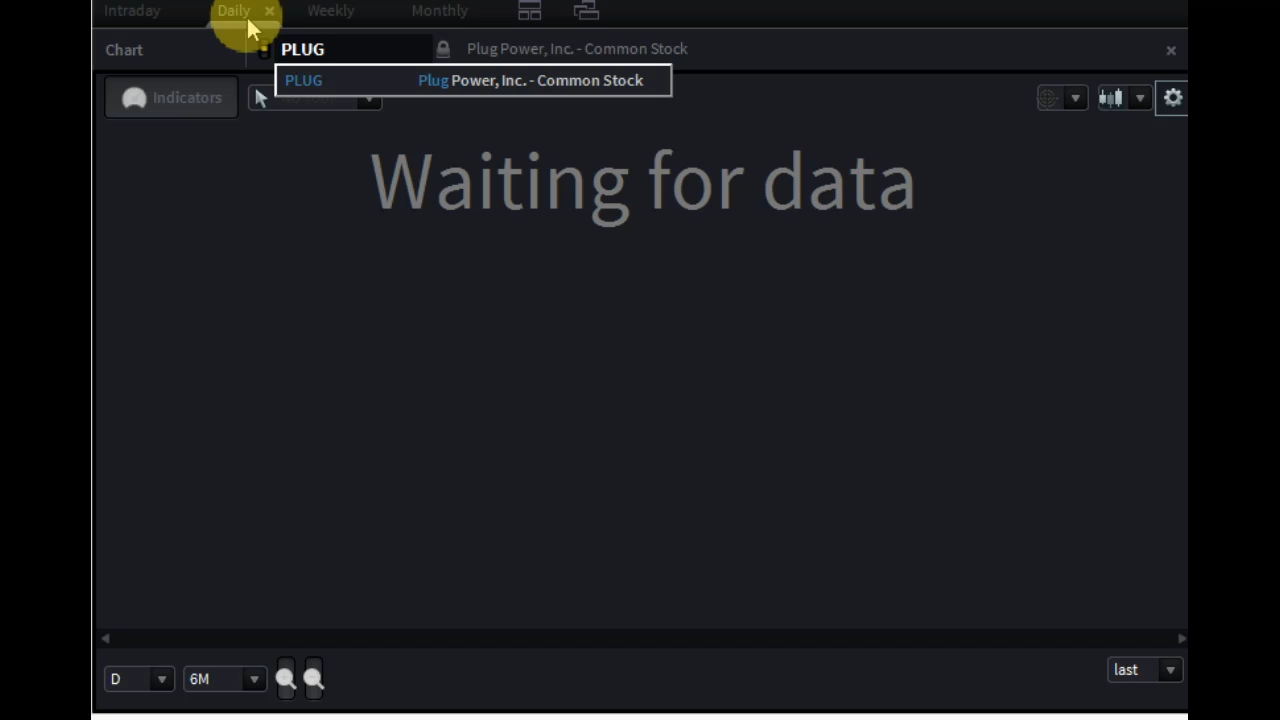 Intraday
Daily
Weekly
Monthly
Chart
PLUG
Plug Power, Inc. - Common Stock
PLUG
Plug Power, Inc. - Common Stock
Indicators
Waiting for data
D
6M
last